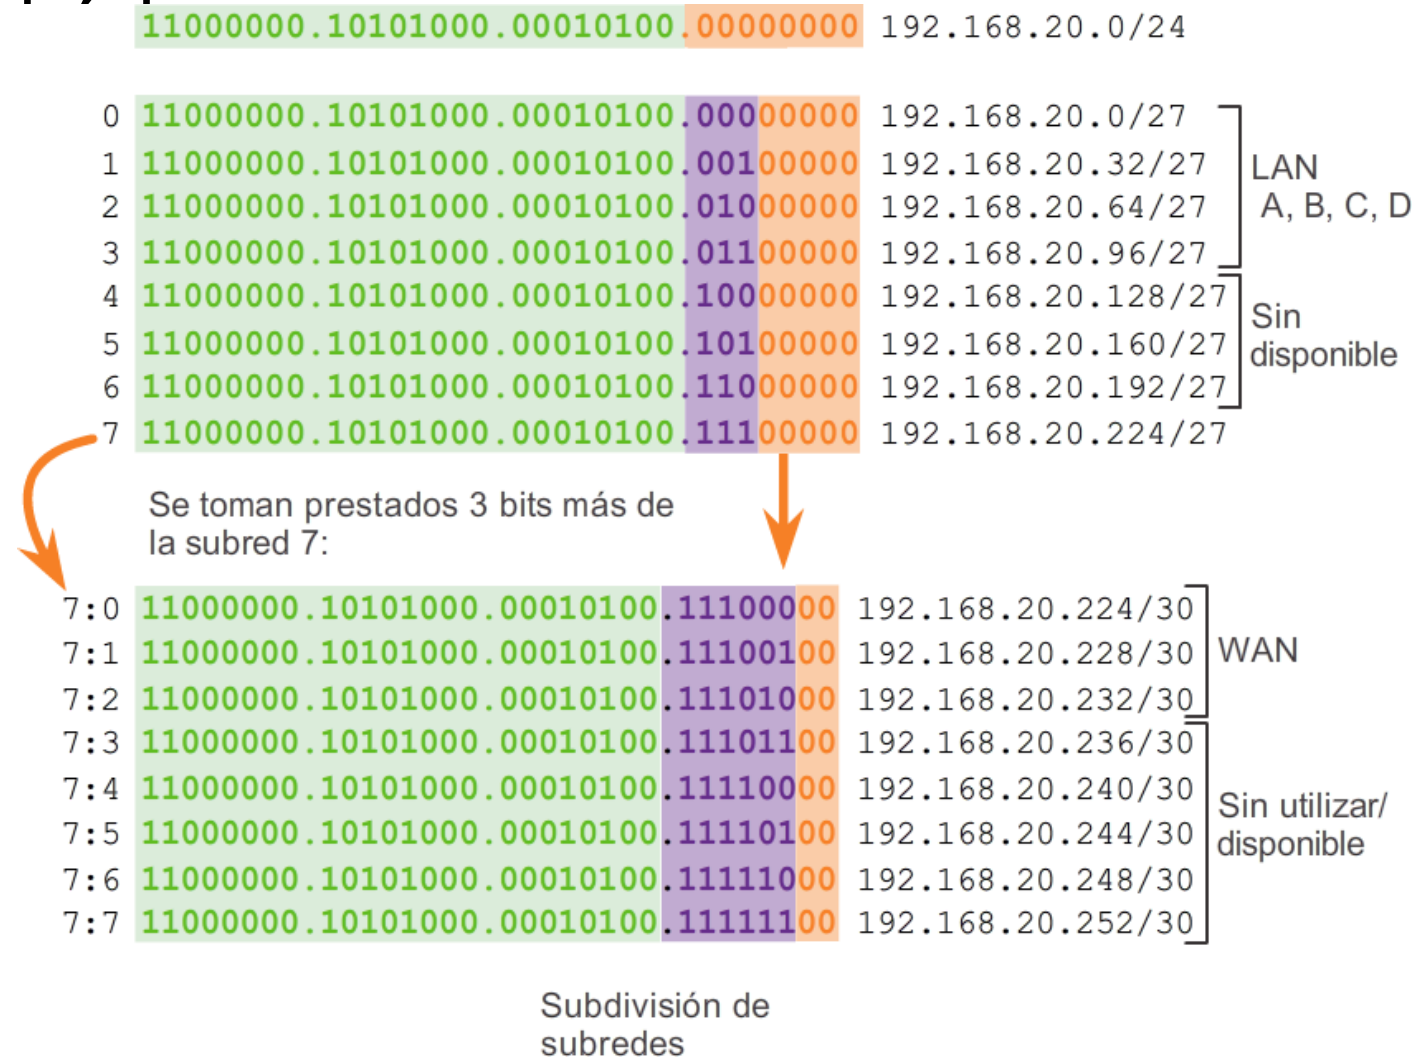 11000000.10101000.00010100.00000000 192.168.20.0/24
0 11000000.10101000.00010100.00000000 192.168.20.0/27
1 11000000.10101000.00010100.00100000 192.168.20.32/27
2 11000000.10101000.00010100.01000000 192.168.20.64/27
3 11000000.10101000.00010100.01100000 192.168.20.96/27
LAN
A, B, C, D
4 11000000.10101000.00010100.10000000 192.168.20.128/27
5 11000000.10101000.00010100.10100000 192.168.20.160/27
6 11000000.10101000.00010100.11000000 192.168.20.192/27
Sin
disponible
7 11000000.10101000.00010100.11100000 192.168.20.224/27
Se toman prestados 3 bits más de
la subred 7:
7:0 11000000.10101000.00010100.11100000 192.168.20.224/30
7:1 11000000.10101000.00010100.11100100 192.168.20.228/30
7:2 11000000.10101000.00010100.11101000 192.168.20.232/30
WAN
7:3 11000000.10101000.00010100.11101100 192.168.20.236/30
7:4 11000000.10101000.00010100.11110000 192.168.20.240/30
7:5 11000000.10101000.00010100.11110100 192.168.20.244/30
7:6 11000000.10101000.00010100.11111000 192.168.20.248/30
7:7 11000000.10101000.00010100.11111100 192.168.20.252/30
Sin utilizar/
disponible
Subdivisión de
subredes